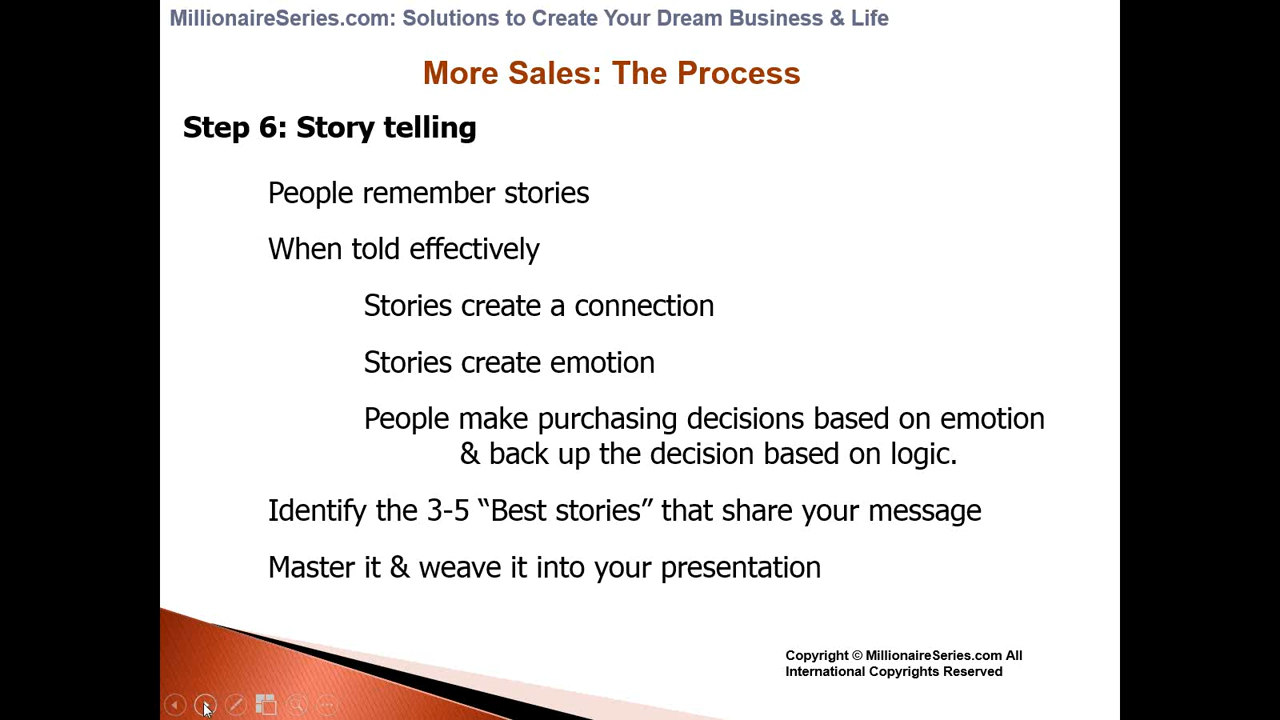 MillionaireSeries.com: Solutions to Create Your Dream Business & Life
More Sales: The Process
Step 6: Story telling
People remember stories
When told effectively
Stories create a connection
Stories create emotion
People make purchasing decisions based on emotion
& back up the decision based on logic.
Identify the 3-5 “Best stories” that share your message
Master it & weave it into your presentation
Copyright © MillionaireSeries.com All
International Copyrights Reserved